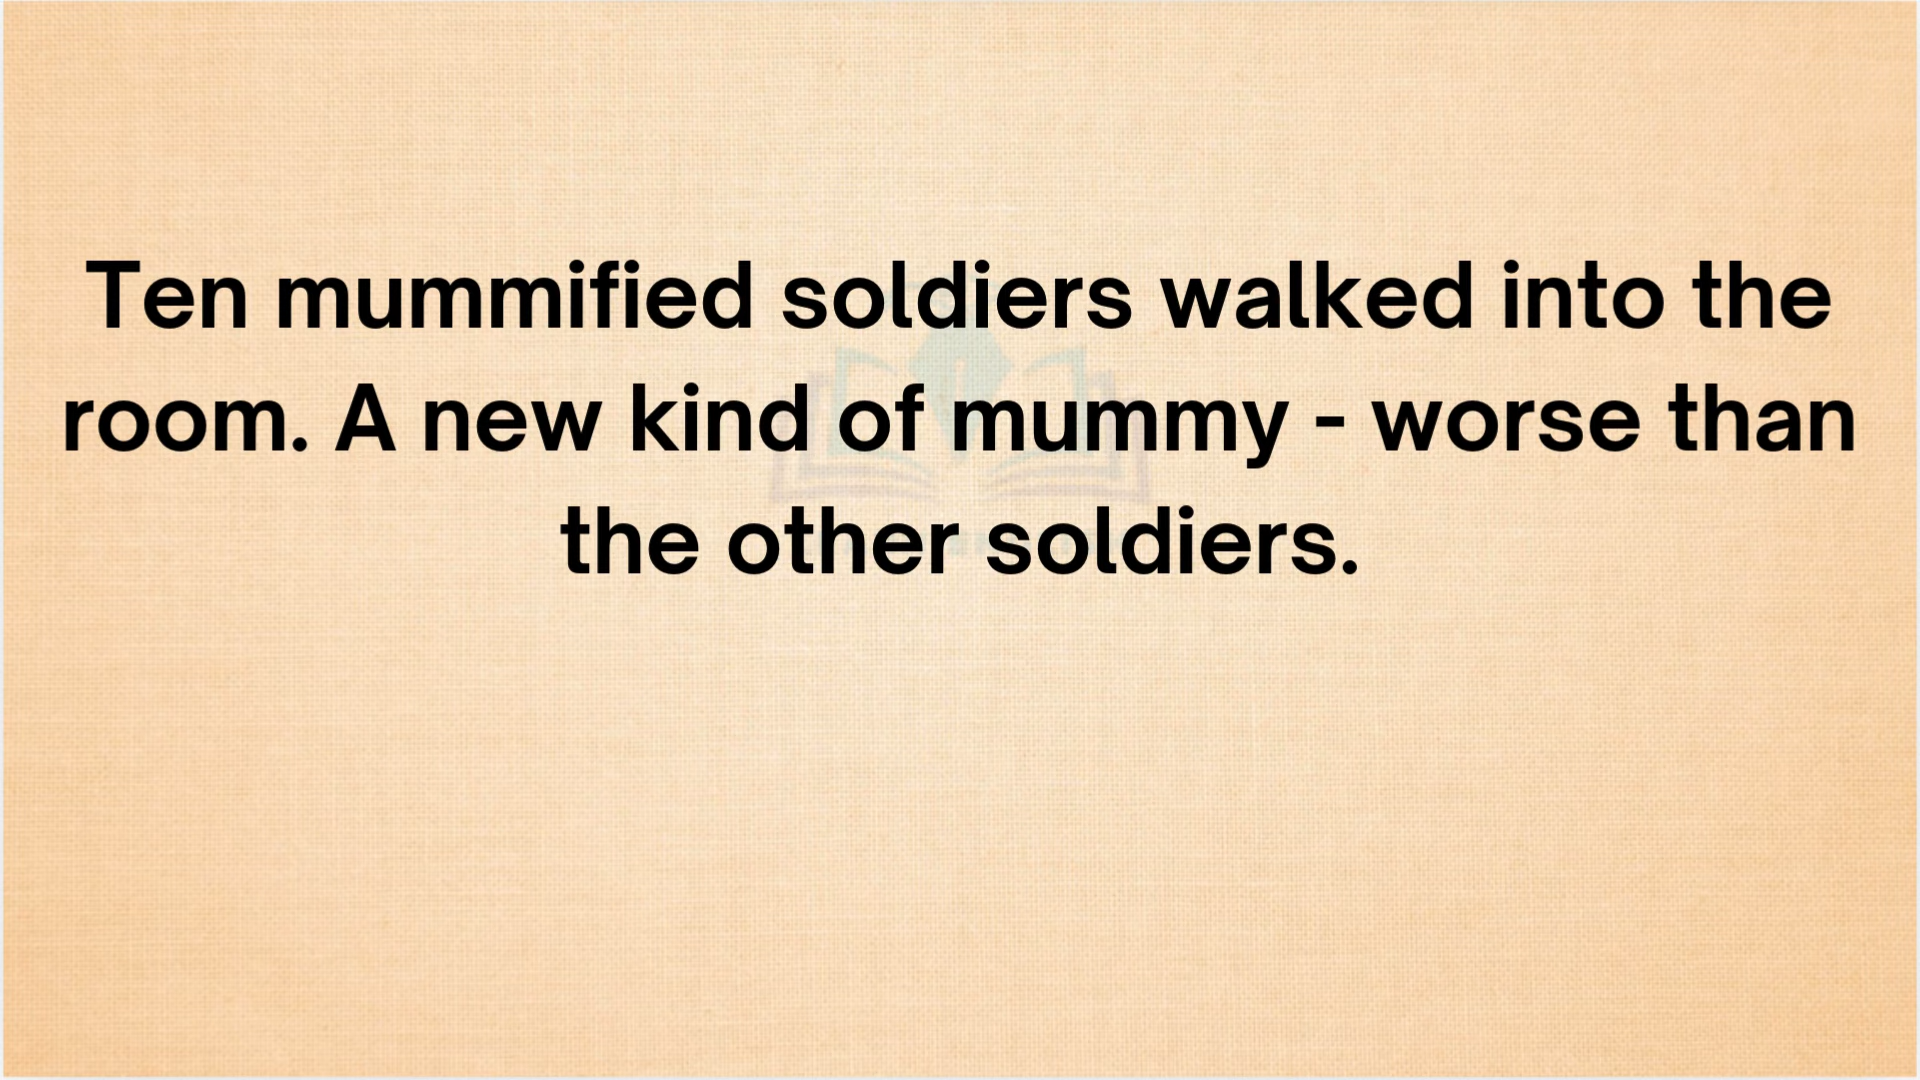 Ten mummified soldiers walked into the
room. A new kind of mummy - worse than
the other soldiers.